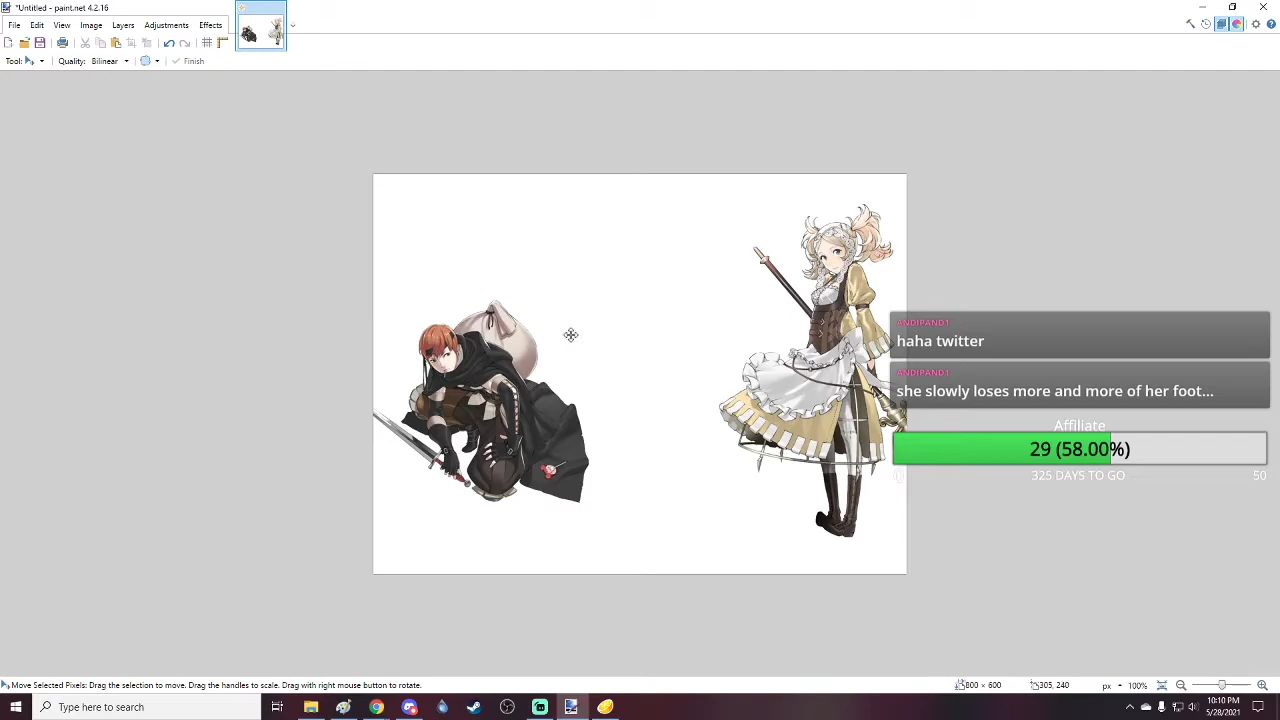 *Untitled - paint.net 4.2.16
File Edit View Image Layers Adjustments Effects
Tool: Quality: Bilinear Finish
ANDIPAND1
haha twitter
ANDIPAND1
she slowly loses more and more of her foot...
Affiliate
29 (58.00%)
0 325 DAYS TO GO 50
Move Selected Pixels: Drag the selection to move. Drag the handles to scale. Drag with right mouse button to rotate.
800 × 600 305, 240 px 100%
Type here to search
10:10 PM
5/28/2021